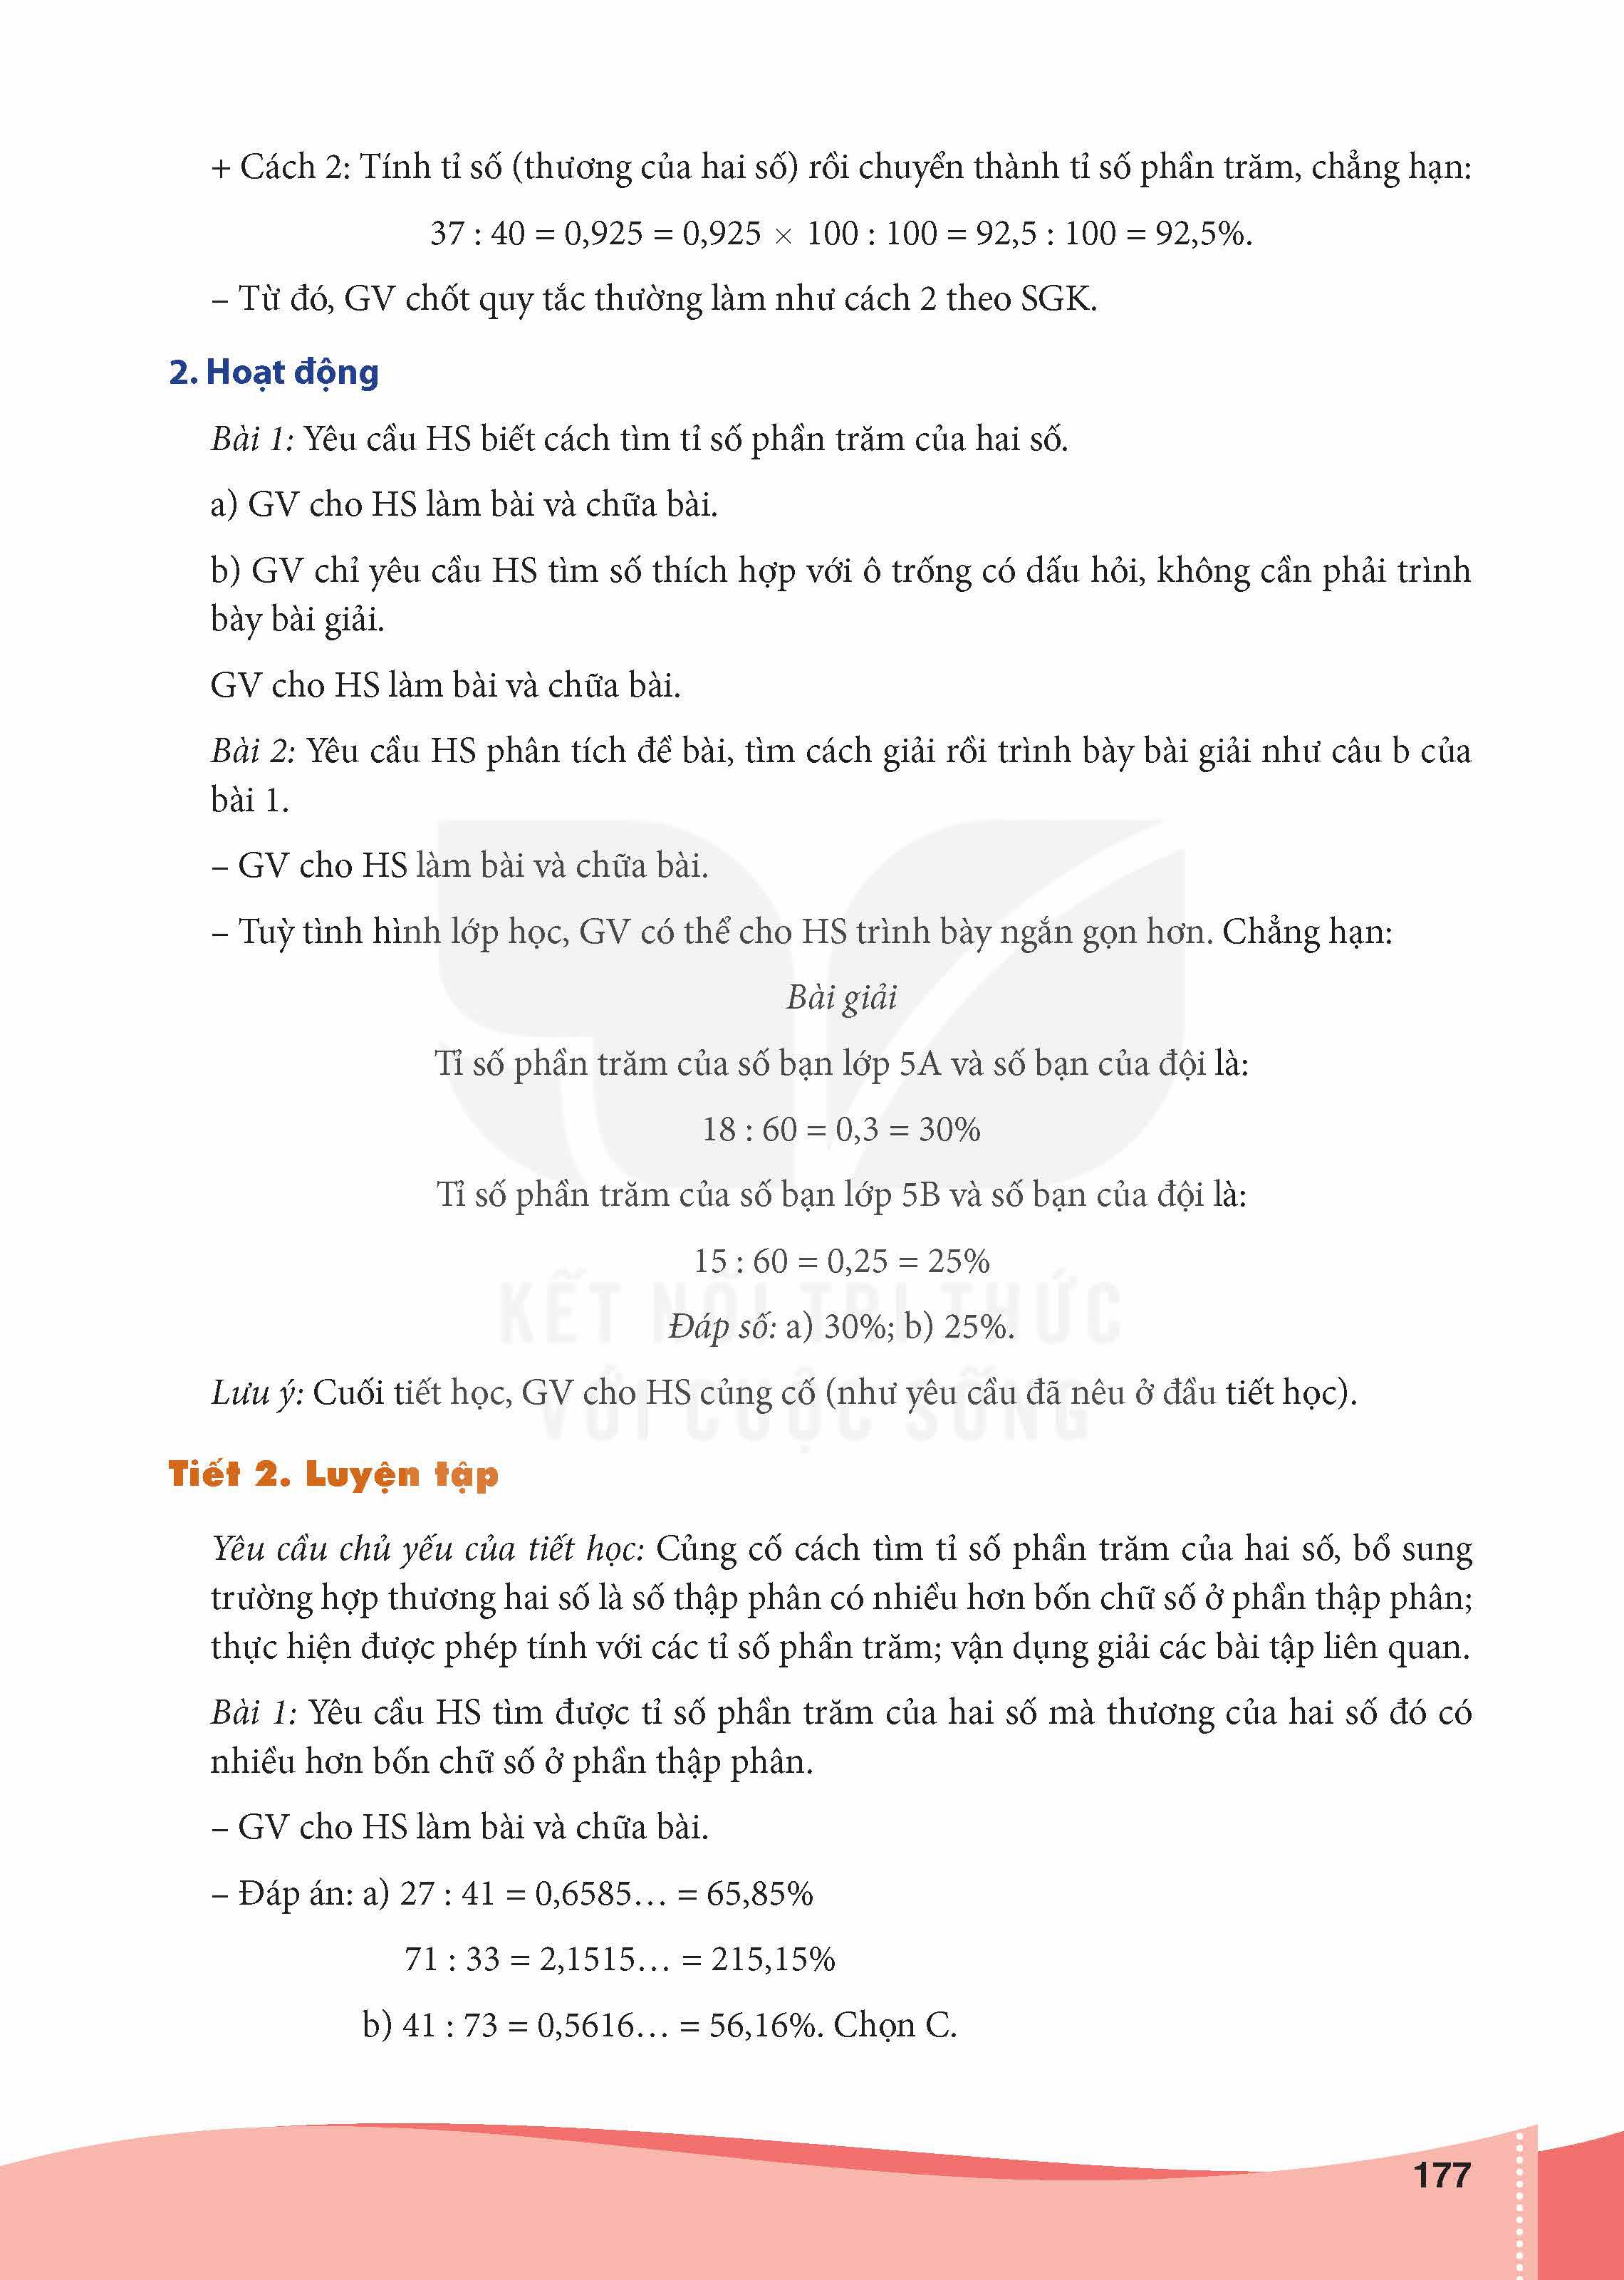 + Cách 2: Tính tỉ số (thương của hai số) rồi chuyển thành tỉ số phần trăm, chẳng hạn:
37 : 40 = 0,925 = 0,925 × 100 : 100 = 92,5 : 100 = 92,5%.
– Từ đó, GV chốt quy tắc thường làm như cách 2 theo SGK.
2. Hoạt động
Bài 1: Yêu cầu HS biết cách tìm tỉ số phần trăm của hai số.
a) GV cho HS làm bài và chữa bài.
b) GV chỉ yêu cầu HS tìm số thích hợp với ô trống có dấu hỏi, không cần phải trình
bày bài giải.
GV cho HS làm bài và chữa bài.
Bài 2: Yêu cầu HS phân tích đề bài, tìm cách giải rồi trình bày bài giải như câu b của
bài 1.
– GV cho HS làm bài và chữa bài.
– Tuỳ tình hình lớp học, GV có thể cho HS trình bày ngắn gọn hơn. Chẳng hạn:
Bài giải
Tỉ số phần trăm của số bạn lớp 5A và số bạn của đội là:
18 : 60 = 0,3 = 30%
Tỉ số phần trăm của số bạn lớp 5B và số bạn của đội là:
15 : 60 = 0,25 = 25%
KẾT NỐI TRI THỨC
Đáp số: a) 30%; b) 25%.
Lưu ý: Cuối tiết học, GV cho HS củng cố (như yêu cầu đã nêu ở đầu tiết học).
VỚI CUỘC SỐNG
Tiết 2. Luyện tập
Yêu cầu chủ yếu của tiết học: Củng cố cách tìm tỉ số phần trăm của hai số, bổ sung
trường hợp thương hai số là số thập phân có nhiều hơn bốn chữ số ở phần thập phân;
thực hiện được phép tính với các tỉ số phần trăm; vận dụng giải các bài tập liên quan.
Bài 1: Yêu cầu HS tìm được tỉ số phần trăm của hai số mà thương của hai số đó có
nhiều hơn bốn chữ số ở phần thập phân.
– GV cho HS làm bài và chữa bài.
– Đáp án: a) 27 : 41 = 0,6585… = 65,85%
71 : 33 = 2,1515… = 215,15%
b) 41 : 73 = 0,5616… = 56,16%. Chọn C.
177